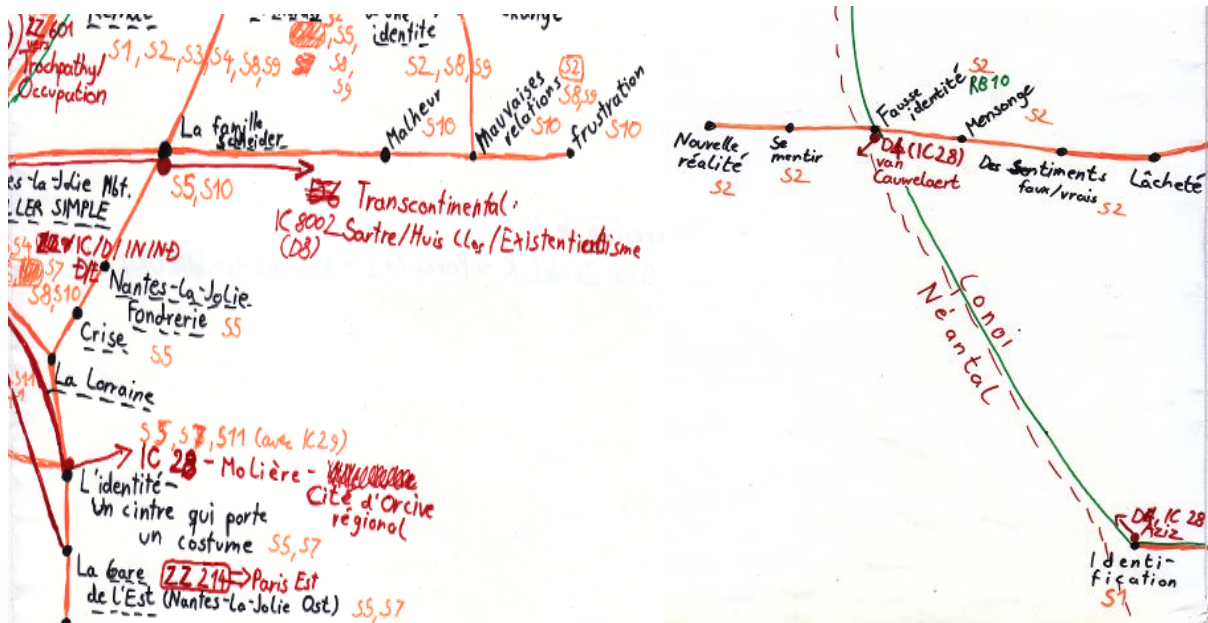 identité
ZZ 601
vers
Trochpathy/
Occupation
S1, S2, S3, S4, S8, S9
S5,
S8,
S9
S2, S8, S9
S2
S8, S9
La famille
Schneider
Malheur
S10
Mauvaises
relations
S10
frustration
S10
S5, S10
Transcontinental:
IC 8002 Sartre/Huis Clos/Existentialisme
(D8)
es-la-Jolie Hbf.
LLER SIMPLE
S4
IC/D/ININD
S7
D/E
S8, S10
Nantes-la-Jolie-
Fondrerie S5
Crise
S5
La Lorraine
S11
S5, S7, S11 (avec IC29)
IC 28 - Molière -
Cité d'Orcive
régional
L'identité-
Un cintre qui porte
un costume S5, S7
La Gare ZZ 214 ⇒ Paris Est
de l'Est (Nantes-la-Jolie Ost) S5, S7
Nouvelle
réalité
S2
Se
mentir
S2
Fausse
identité
S2
RB10
D4 (IC28)
van
Cauwelaert
Mensonge
S2
Des Sentiments
faux/vrais S2
Lâcheté
Conoi
Néantal
D4, IC 28
Aziz
Identi-
fication
S1